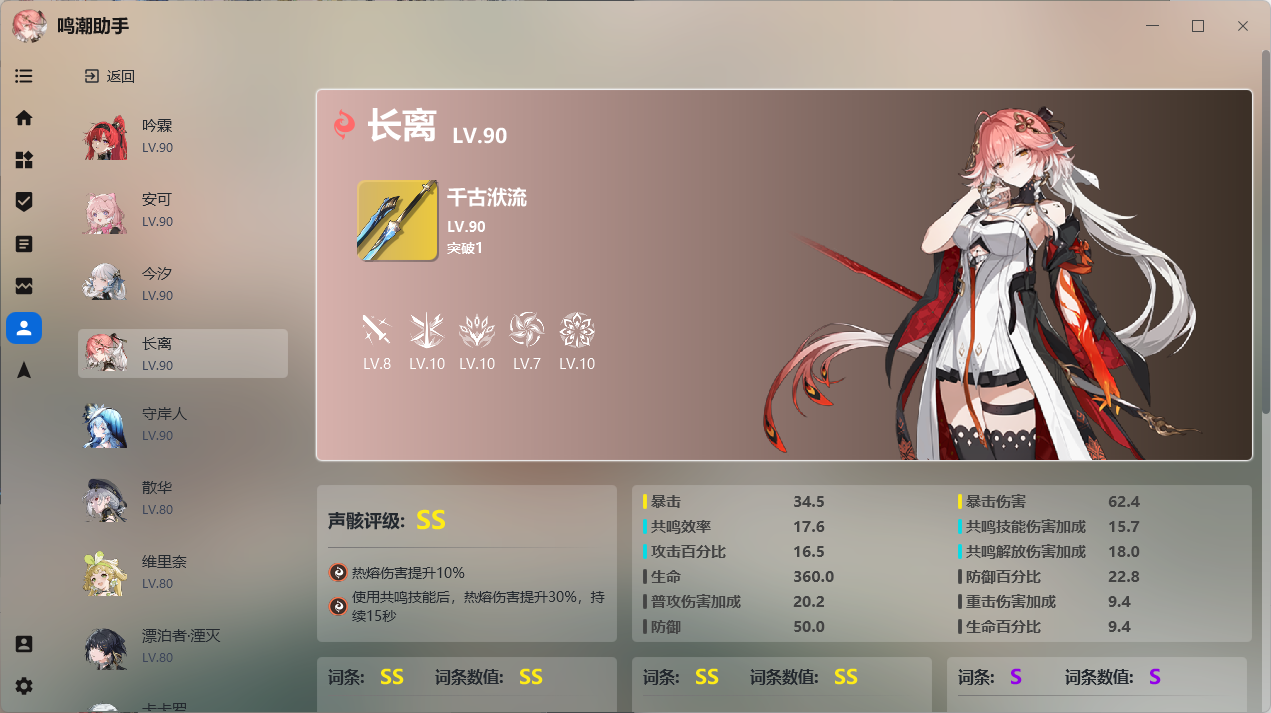 鸣潮助手
返回
吟霖
LV.90
安可
LV.90
今汐
LV.90
长离
LV.90
守岸人
LV.90
散华
LV.80
维里奈
LV.80
漂泊者·湮灭
LV.80
卡卡罗
长离 LV.90
千古洑流
LV.90
突破1
LV.8 LV.10 LV.10 LV.7 LV.10
声骸评级: SS
热熔伤害提升10%
使用共鸣技能后，热熔伤害提升30%，持
续15秒
暴击 34.5 暴击伤害 62.4
共鸣效率 17.6 共鸣技能伤害加成 15.7
攻击百分比 16.5 共鸣解放伤害加成 18.0
生命 360.0 防御百分比 22.8
普攻伤害加成 20.2 重击伤害加成 9.4
防御 50.0 生命百分比 9.4
词条: SS 词条数值: SS
词条: SS 词条数值: SS
词条: S 词条数值: S